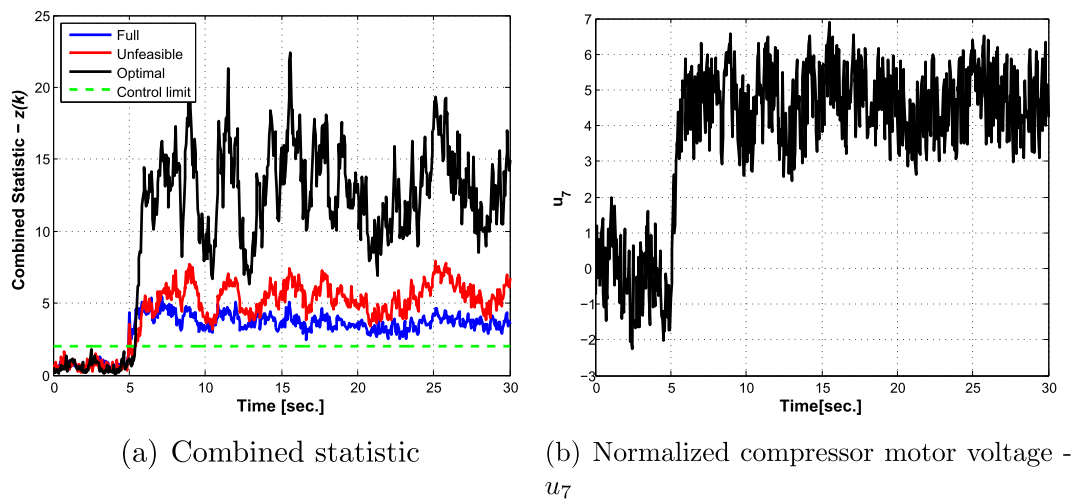 25
20
15
10
5
0
Combined Statistic − z(k)
Full
Unfeasible
Optimal
Control limit
0 5 10 15 20 25 30
Time [sec.]
(a) Combined statistic
7
6
5
4
3
2
1
0
−1
−2
−3
u7
0 5 10 15 20 25 30
Time[sec.]
(b) Normalized compressor motor voltage -
u7